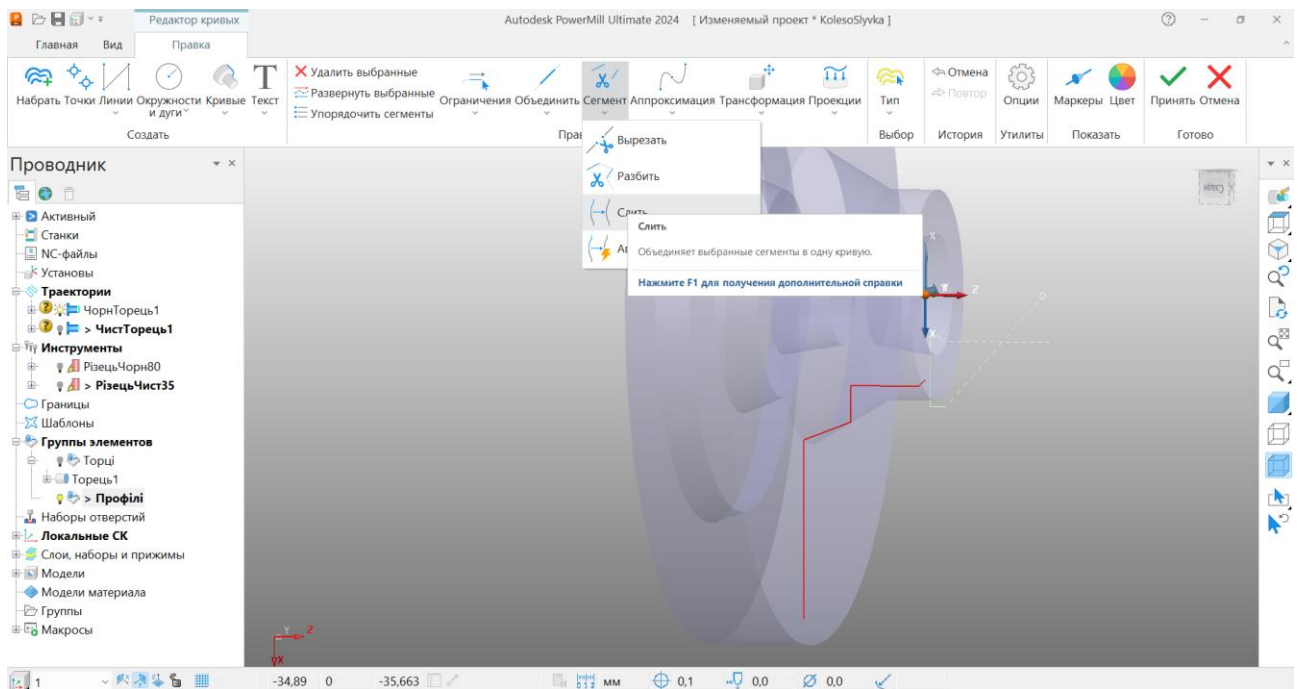 Редактор кривых
Autodesk PowerMill Ultimate 2024 [ Изменяемый проект * KolesoSlyvka ]
Главная Вид Правка
Набрать Точки Линии Окружности и дуги Кривые Текст
Удалить выбранные
Развернуть выбранные
Упорядочить сегменты
Ограничения Объединить Сегмент Аппроксимация Трансформация Проекции
Тип
Отмена
Повтор
Опции
Маркеры Цвет
Принять Отмена
Создать Прав Выбор История Утилиты Показать Готово
Вырезать
Разбить
Слить
Ав
Слить
Объединяет выбранные сегменты в одну кривую.
Нажмите F1 для получения дополнительной справки
Проводник
Активный
Станки
NC-файлы
Установы
Траектории
ЧорнТорець1
> ЧистТорець1
Инструменты
РізецьЧорн80
> РізецьЧист35
Границы
Шаблоны
Группы элементов
Торці
Торець1
> Профілі
Наборы отверстий
Локальные СК
Слои, наборы и прижимы
Модели
Модели материала
Группы
Макросы
X
Y Z
X
Y Z
X
1 -34,89 0 -35,663 мм 0,1 0,0 0,0